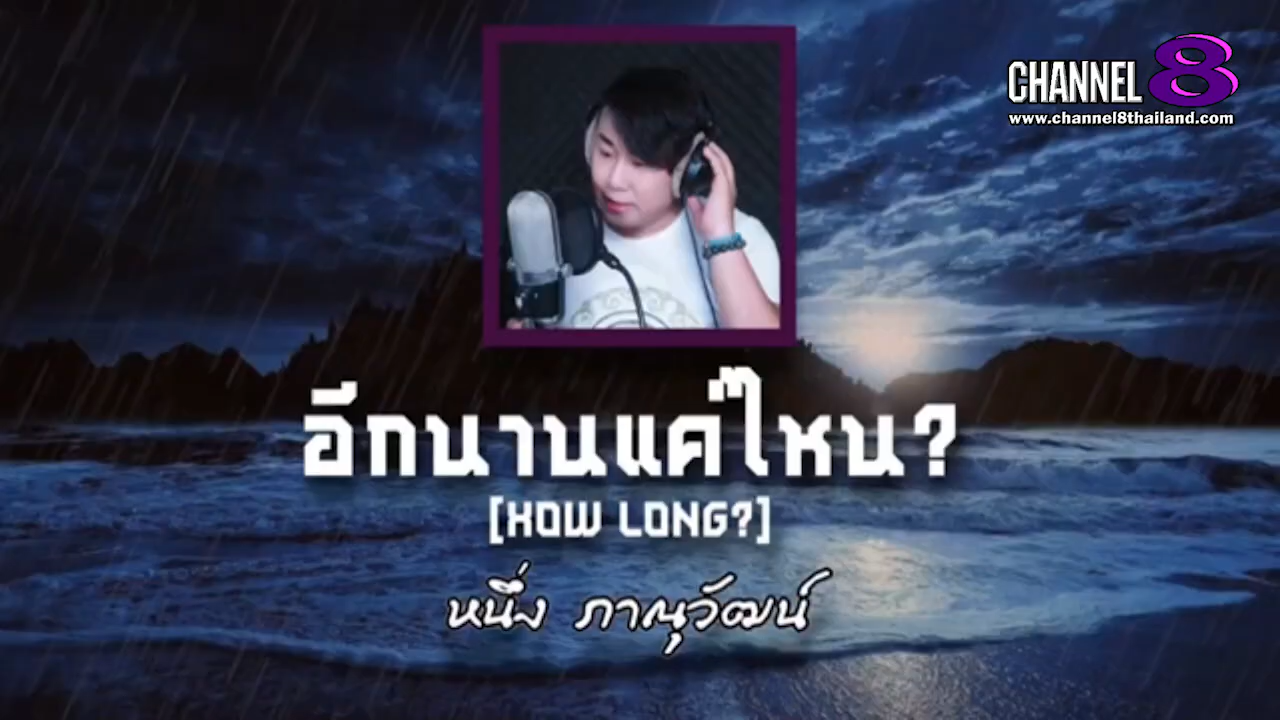 CHANNEL 8
www.channel8thailand.com
อีกนานแค่ไหน?
[HOW LONG?]
หนึ่ง ภาณุวัฒน์